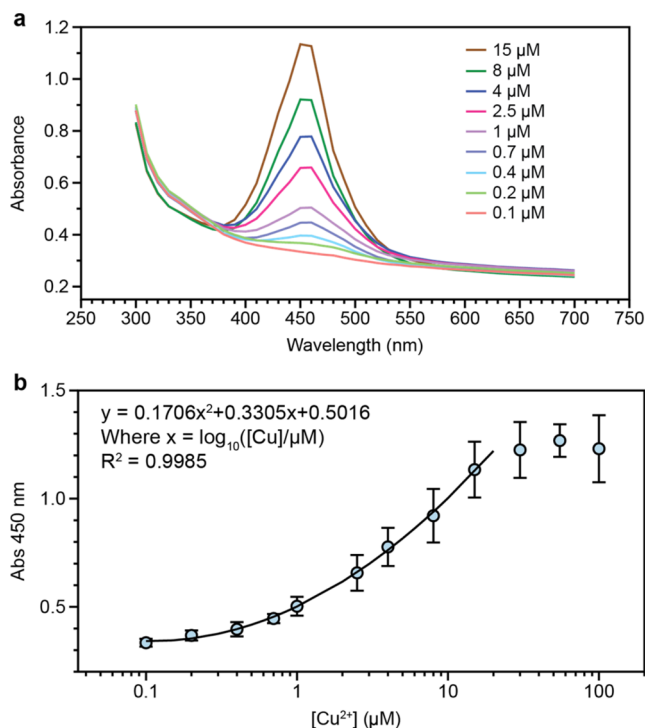 a
1.2
1.0
0.8
0.6
0.4
0.2
Absorbance
15 µM
8 µM
4 µM
2.5 µM
1 µM
0.7 µM
0.4 µM
0.2 µM
0.1 µM
250 300 350 400 450 500 550 600 650 700 750
Wavelength (nm)
b
1.5
1.0
0.5
Abs 450 nm
y = 0.1706x²+0.3305x+0.5016
Where x = log₁₀([Cu]/µM)
R² = 0.9985
0.1 1 10 100
[Cu²⁺] (µM)